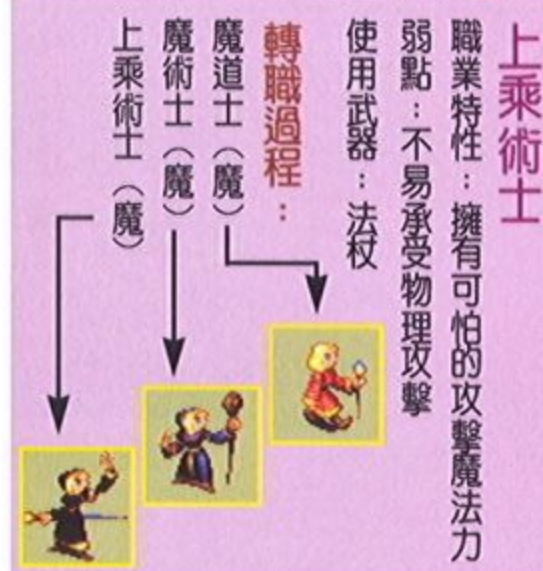 上乘術士
職業特性：擁有可怕的攻擊魔法力
弱點：不易承受物理攻擊
使用武器：法杖
轉職過程：
魔道士（魔）
魔術士（魔）
上乘術士（魔）